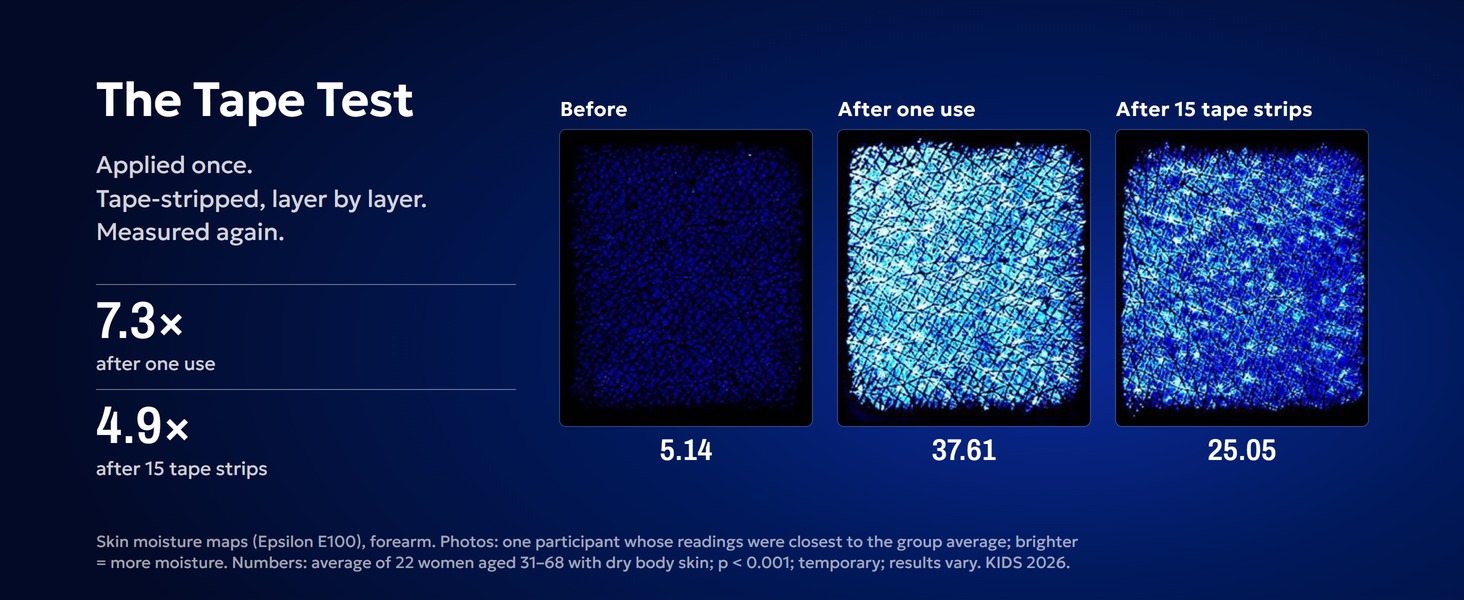 The Tape Test
Applied once.
Tape-stripped, layer by layer.
Measured again.
7.3×
after one use
4.9×
after 15 tape strips
Before
After one use
After 15 tape strips
5.14
37.61
25.05
Skin moisture maps (Epsilon E100), forearm. Photos: one participant whose readings were closest to the group average; brighter
= more moisture. Numbers: average of 22 women aged 31–68 with dry body skin; p < 0.001; temporary; results vary. KIDS 2026.